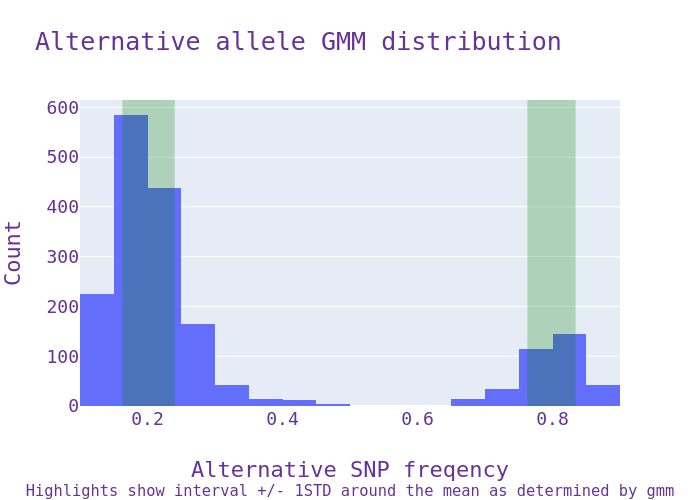 Alternative allele GMM distribution
600
500
400
300
200
100
0
Count
0.2
0.4
0.6
0.8
Alternative SNP freqency
Highlights show interval +/- 1STD around the mean as determined by gmm